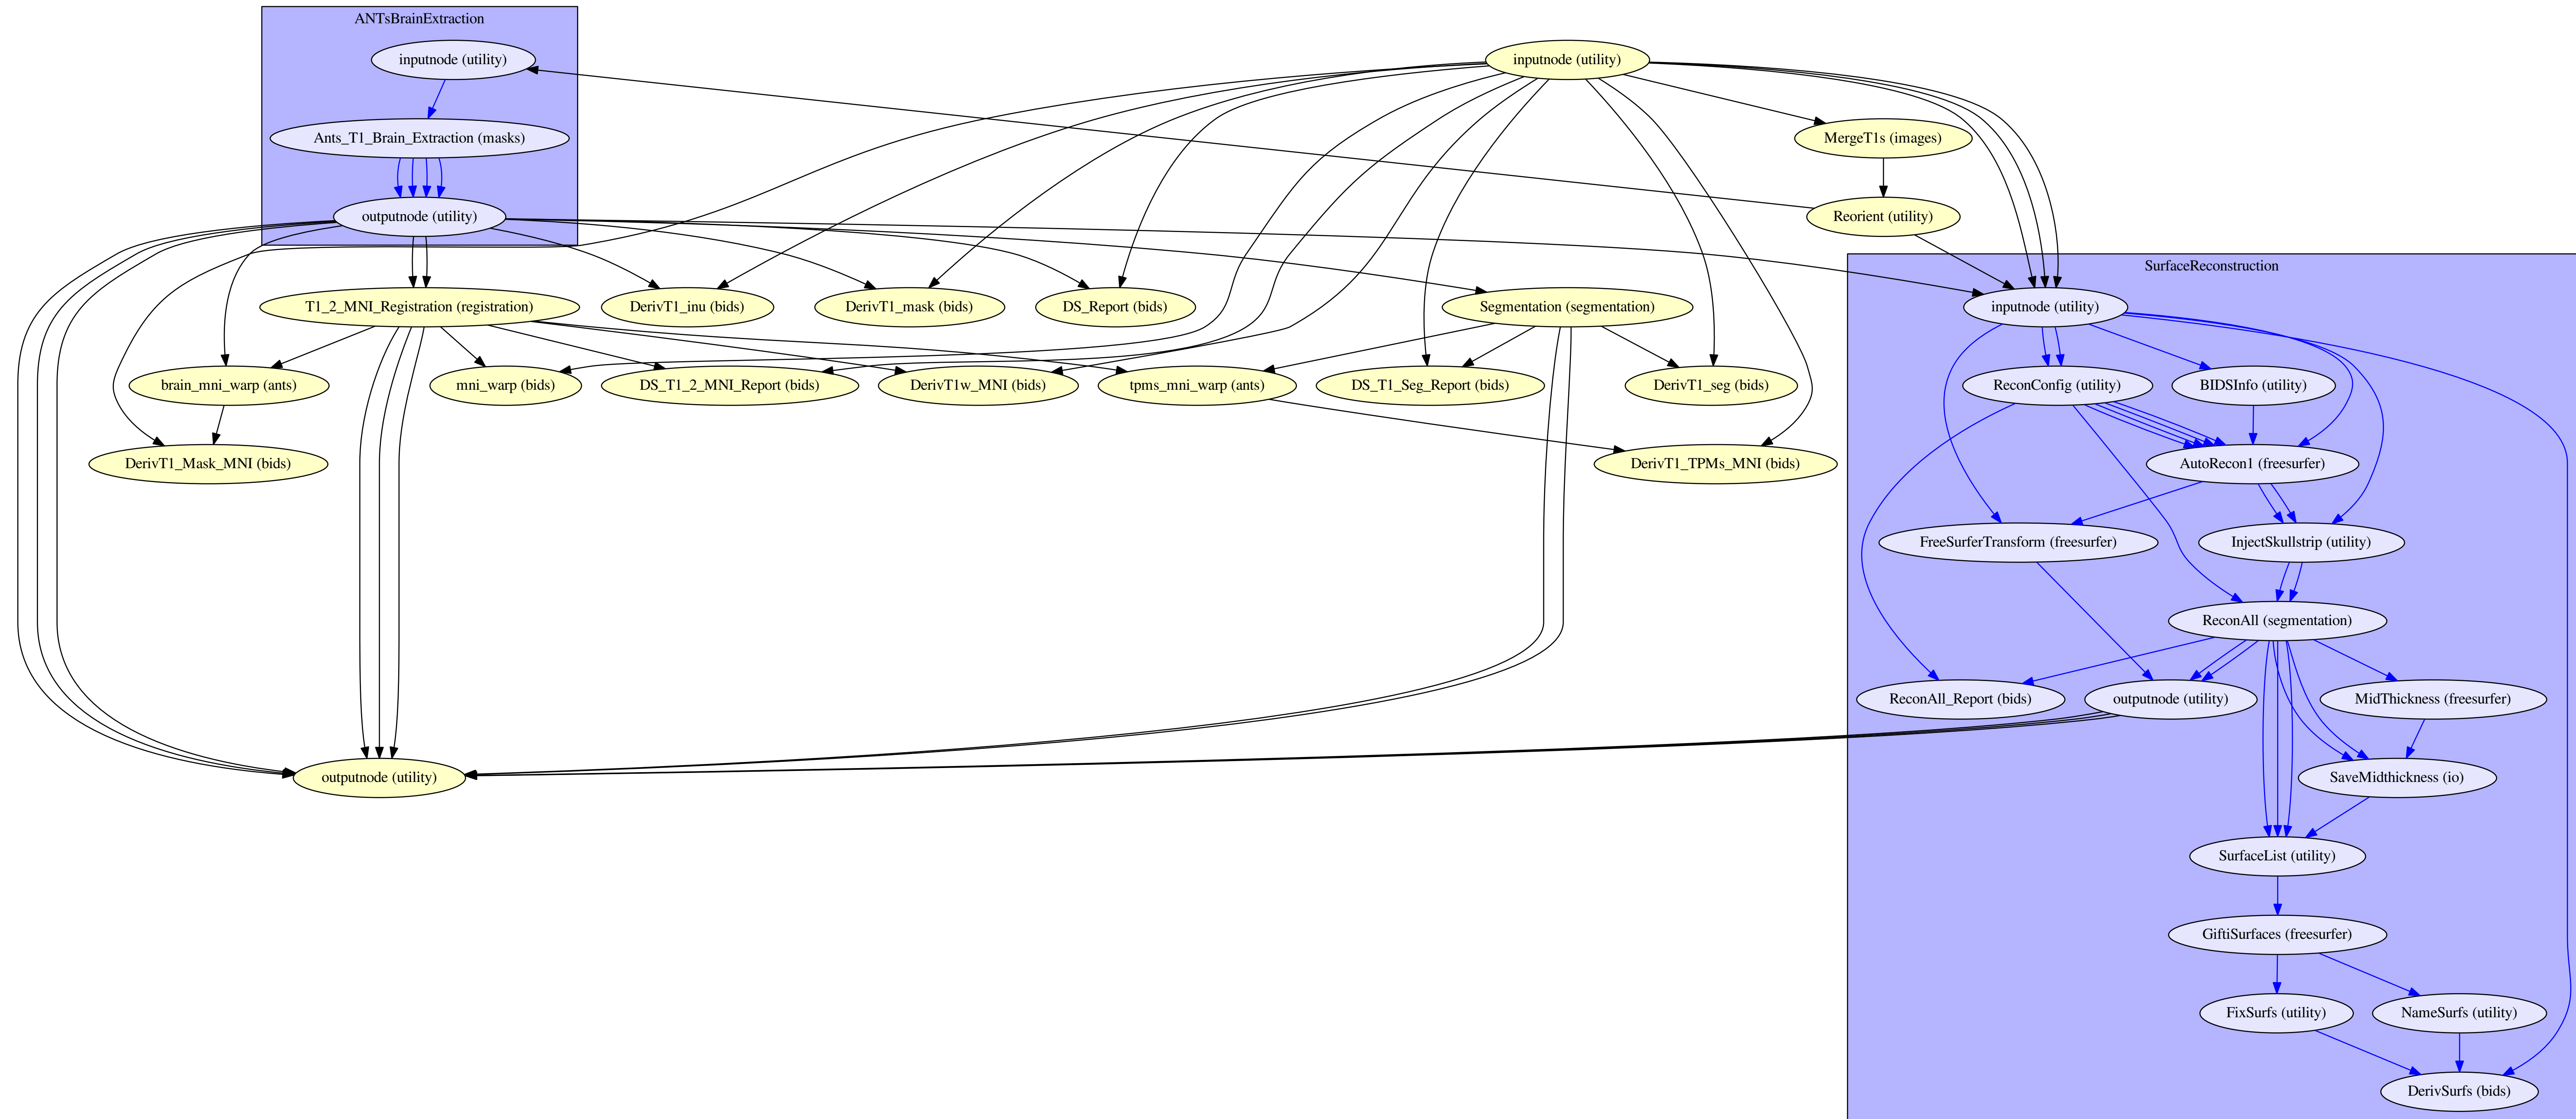 ANTsBrainExtraction
inputnode (utility)
inputnode (utility)
Ants_T1_Brain_Extraction (masks)
MergeT1s (images)
outputnode (utility)
Reorient (utility)
SurfaceReconstruction
T1_2_MNI_Registration (registration)
DerivT1_inu (bids)
DerivT1_mask (bids)
DS_Report (bids)
Segmentation (segmentation)
inputnode (utility)
brain_mni_warp (ants)
mni_warp (bids)
DS_T1_2_MNI_Report (bids)
DerivT1w_MNI (bids)
tpms_mni_warp (ants)
DS_T1_Seg_Report (bids)
DerivT1_seg (bids)
ReconConfig (utility)
BIDSInfo (utility)
DerivT1_Mask_MNI (bids)
DerivT1_TPMs_MNI (bids)
AutoRecon1 (freesurfer)
FreeSurferTransform (freesurfer)
InjectSkullstrip (utility)
ReconAll (segmentation)
ReconAll_Report (bids)
outputnode (utility)
MidThickness (freesurfer)
outputnode (utility)
SaveMidthickness (io)
SurfaceList (utility)
GiftiSurfaces (freesurfer)
FixSurfs (utility)
NameSurfs (utility)
DerivSurfs (bids)